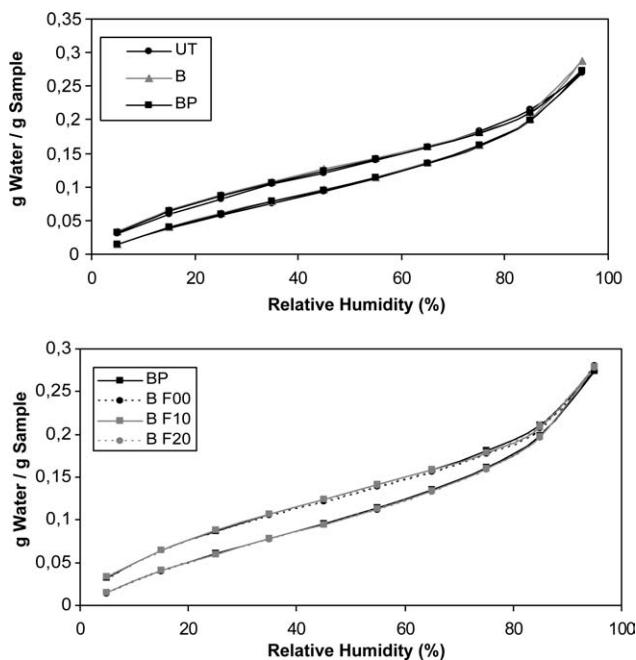 0,35
0,3
0,25
0,2
0,15
0,1
0,05
0
g Water / g Sample
UT
B
BP
0 20 40 60 80 100
Relative Humidity (%)
0,3
0,25
0,2
0,15
0,1
0,05
0
g Water / g Sample
BP
B F00
B F10
B F20
0 20 40 60 80 100
Relative Humidity (%)